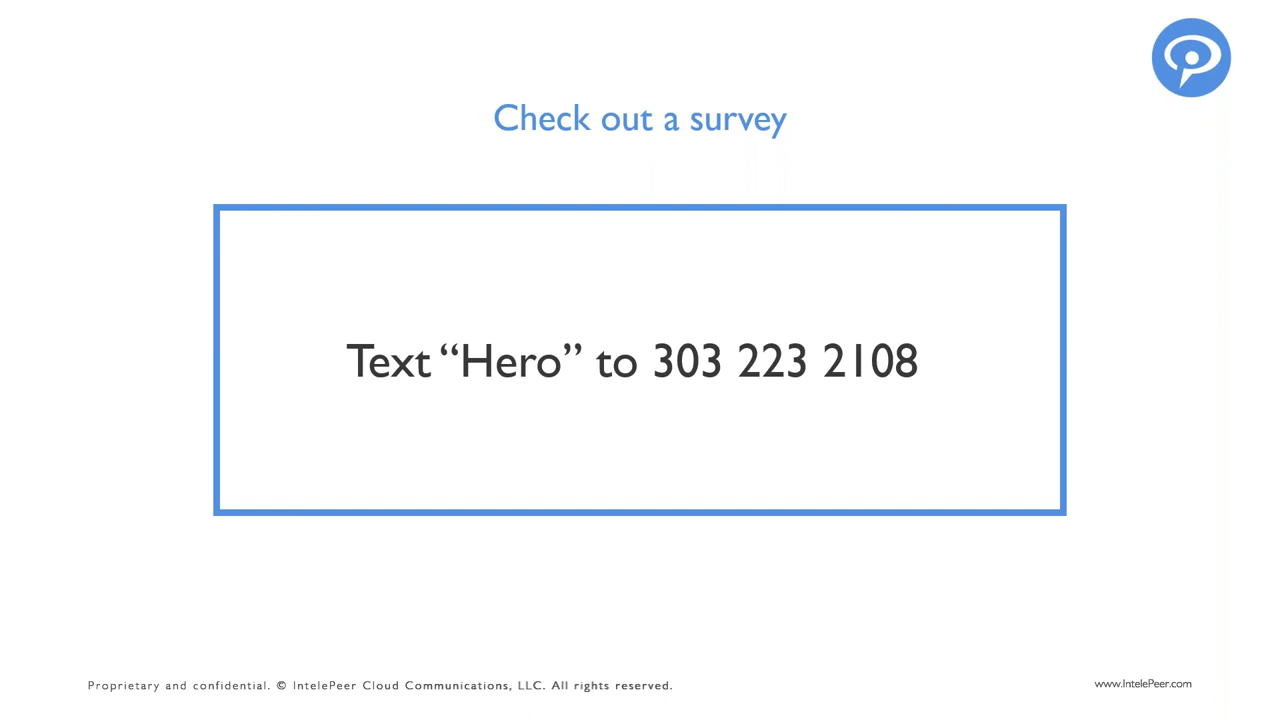 Check out a survey
Text “Hero” to 303 223 2108
Proprietary and confidential. © IntelePeer Cloud Communications, LLC. All rights reserved.
www.IntelePeer.com